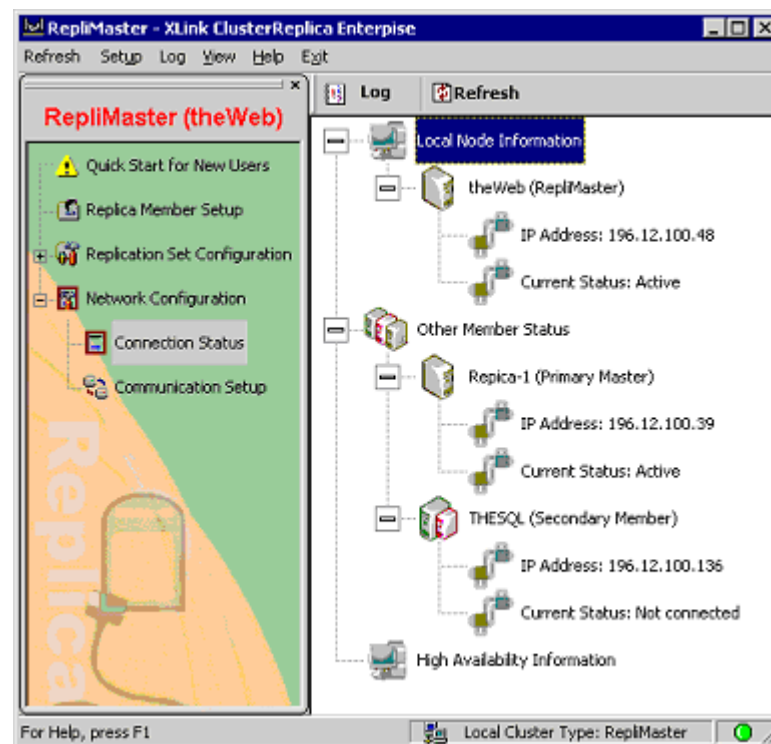 RepliMaster - XLink ClusterReplica Enterpise
Refresh Setup Log View Help Exit
RepliMaster (theWeb)
Quick Start for New Users
Replica Member Setup
Replication Set Configuration
Network Configuration
Connection Status
Communication Setup
Replica
Log Refresh
Local Node Information
theWeb (RepliMaster)
IP Address: 196.12.100.48
Current Status: Active
Other Member Status
Repica-1 (Primary Master)
IP Address: 196.12.100.39
Current Status: Active
THESQL (Secondary Member)
IP Address: 196.12.100.136
Current Status: Not connected
High Availability Information
For Help, press F1
Local Cluster Type: RepliMaster